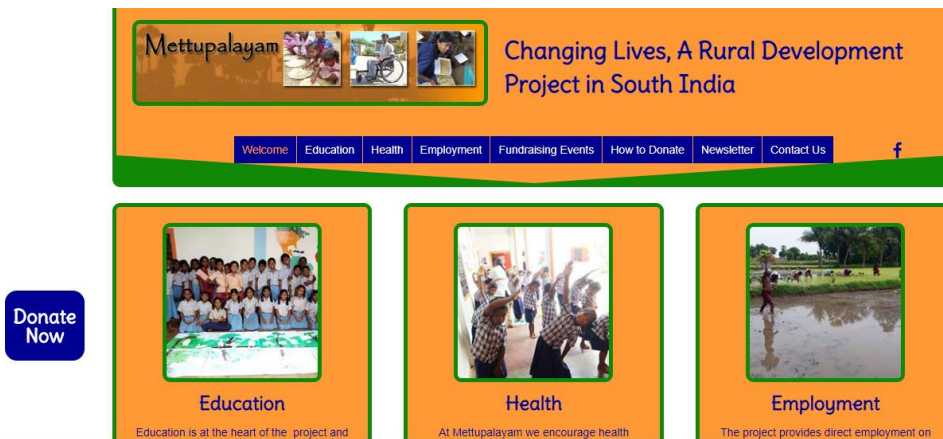 Mettupalayam
Changing Lives, A Rural Development
Project in South India
Welcome
Education
Health
Employment
Fundraising Events
How to Donate
Newsletter
Contact Us
f
Donate
Now
Education
Education is at the heart of the project and
Health
At Mettupalayam we encourage health
Employment
The project provides direct employment on